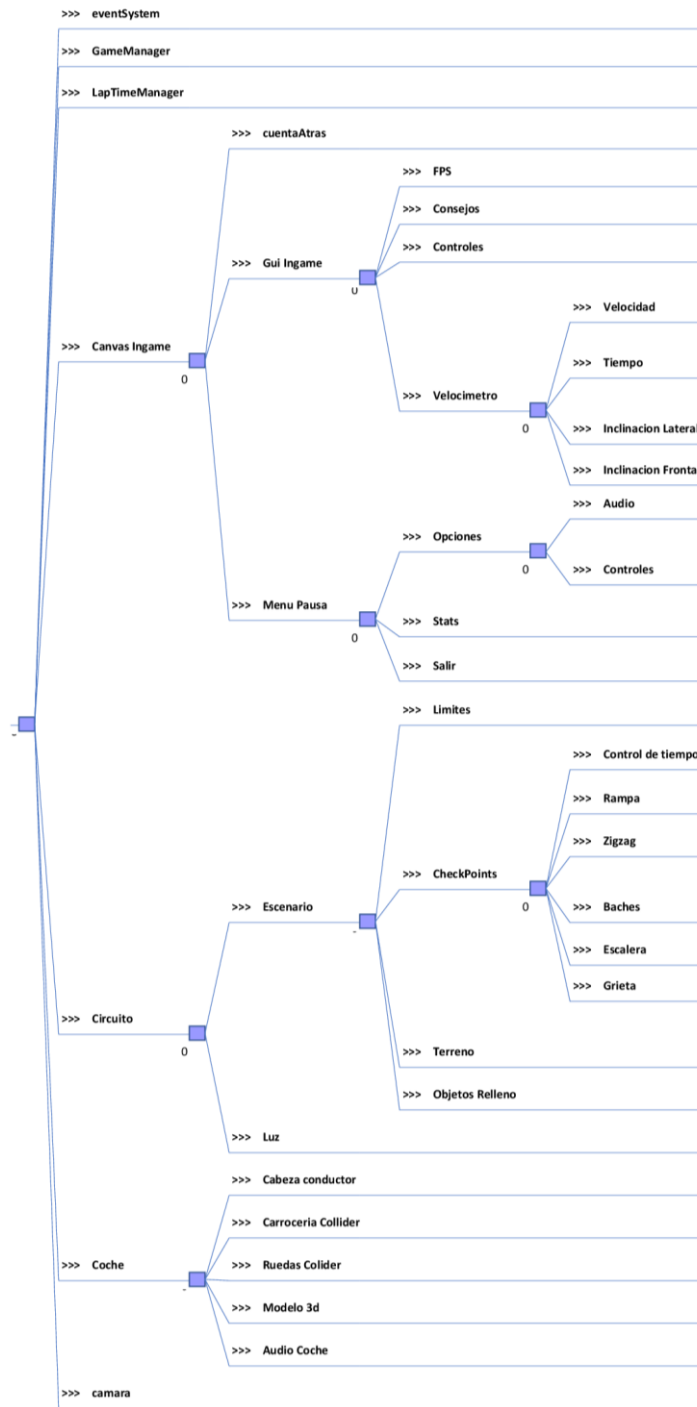 >>> eventSystem
>>> GameManager
>>> LapTimeManager
>>> cuentaAtras
>>> FPS
>>> Consejos
>>> Controles
>>> Gui Ingame
0
>>> Velocidad
>>> Canvas Ingame
0
>>> Tiempo
>>> Velocimetro
0
>>> Inclinacion Lateral
>>> Inclinacion Fronta
>>> Audio
>>> Opciones
0
>>> Controles
>>> Menu Pausa
0
>>> Stats
>>> Salir
>>> Limites
-
>>> Control de tiempo
>>> Rampa
>>> Zigzag
>>> CheckPoints
0
>>> Baches
>>> Escenario
-
>>> Escalera
>>> Grieta
>>> Circuito
0
>>> Terreno
>>> Objetos Relleno
>>> Luz
>>> Cabeza conductor
>>> Carroceria Collider
>>> Coche
-
>>> Ruedas Colider
>>> Modelo 3d
>>> Audio Coche
>>> camara